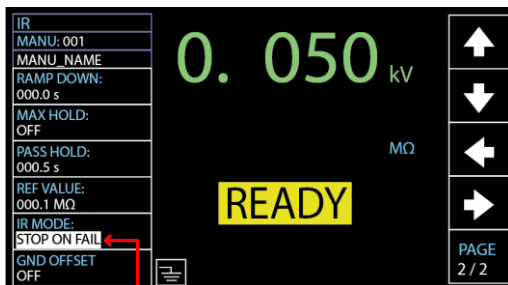 IR
MANU: 001
MANU_NAME
RAMP DOWN:
000.0 s
MAX HOLD:
OFF
PASS HOLD:
000.5 s
REF VALUE:
000.1 MΩ
IR MODE:
STOP ON FAIL
GND OFFSET
OFF
0. 050 kV
MΩ
READY
PAGE
2 / 2